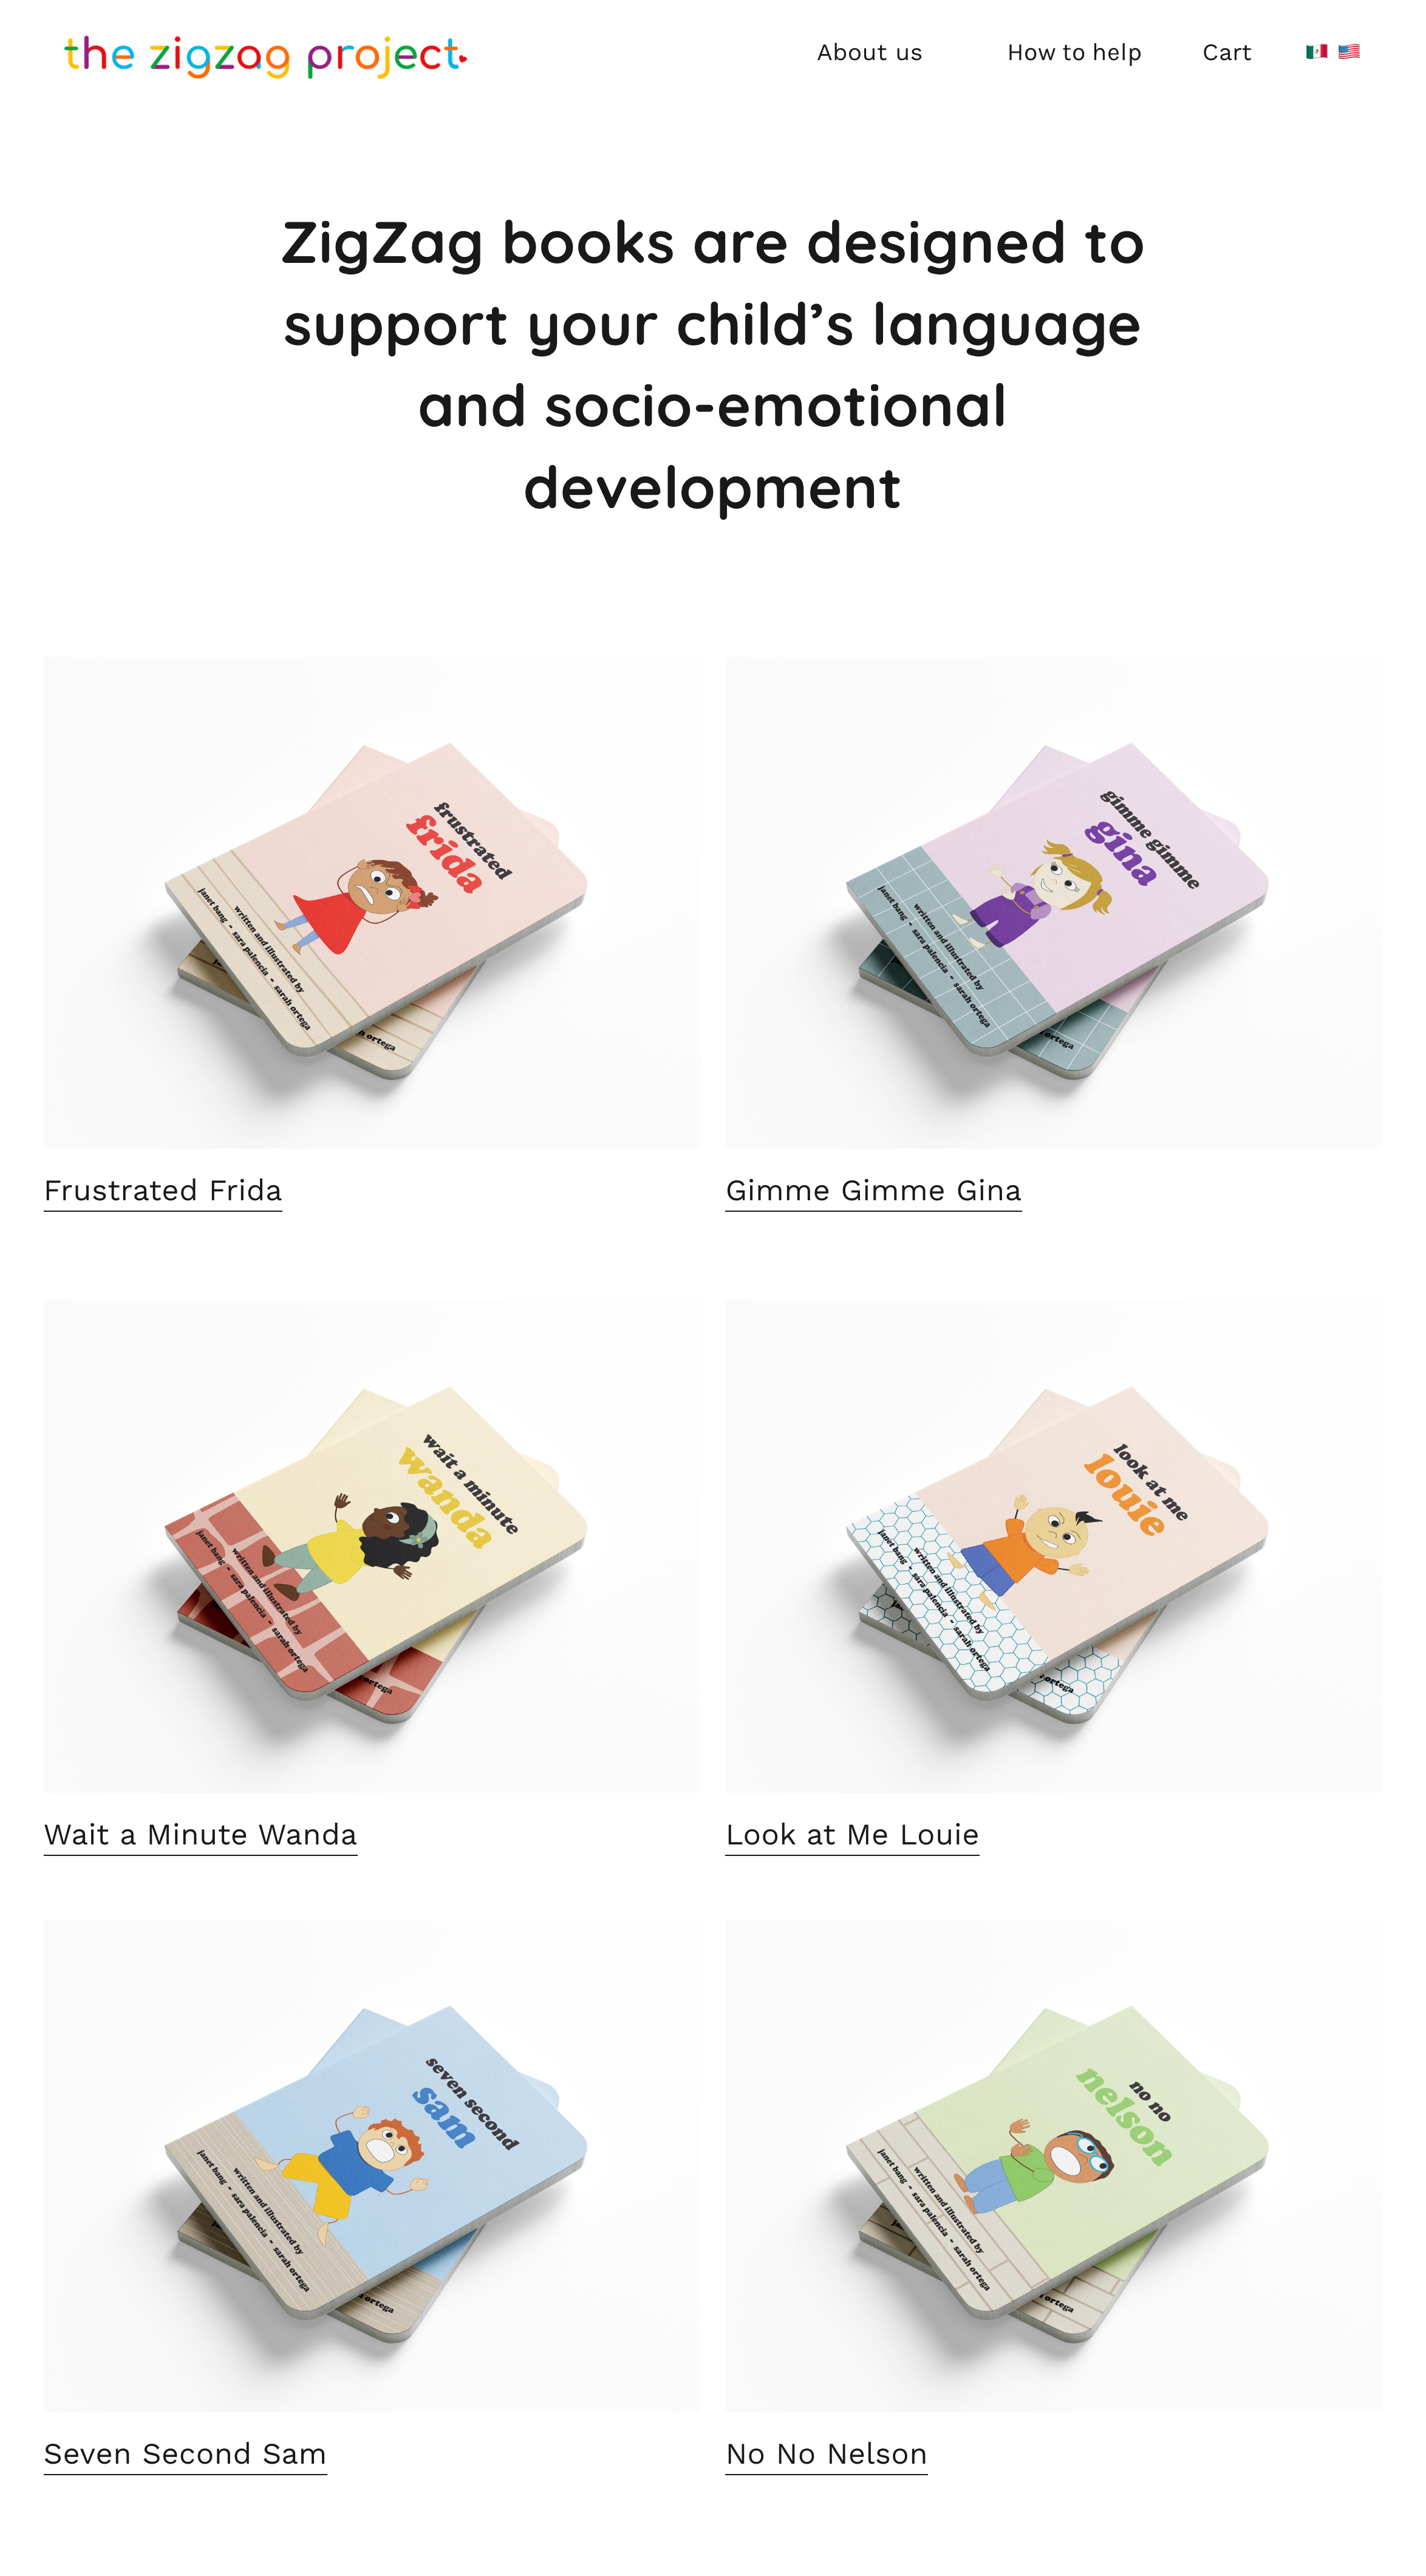 the zigzag project
About us
How to help
Cart
ZigZag books are designed to
support your child’s language
and socio-emotional
development
frustrated
frida
written and illustrated by
janet bang - sara palencia - sarah ortega
h ortega
gimme gimme
gina
written and illustrated by
janet bang - sara palencia - sarah ortega
ortega
Frustrated Frida
Gimme Gimme Gina
wait a minute
wanda
written and illustrated by
janet bang - sara palencia - sarah ortega
ortega
look at me
louie
written and illustrated by
janet bang - sara palencia - sarah ortega
ortega
Wait a Minute Wanda
Look at Me Louie
seven second
sam
written and illustrated by
janet bang - sara palencia - sarah ortega
ortega
no no
nelson
written and illustrated by
janet bang - sara palencia - sarah ortega
ortega
Seven Second Sam
No No Nelson